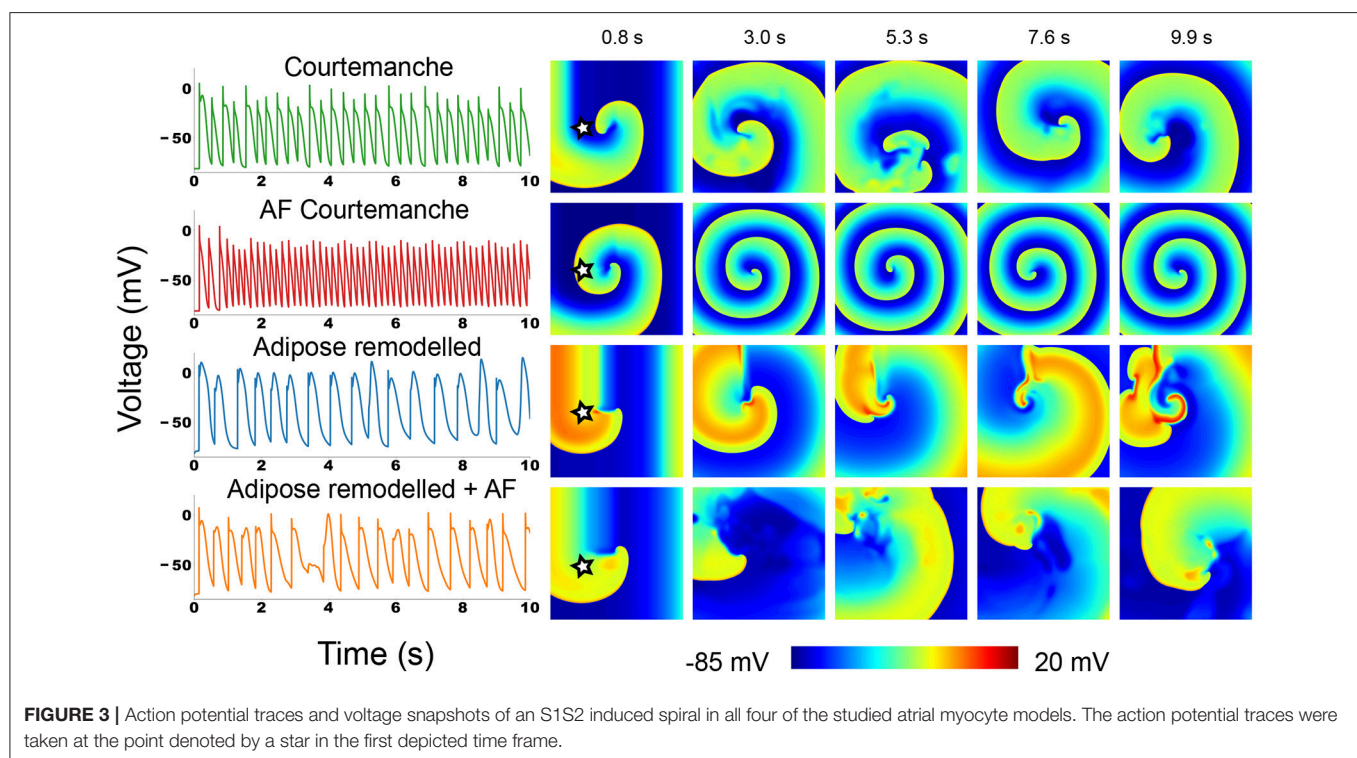 0.8 s 3.0 s 5.3 s 7.6 s 9.9 s
Courtemanche
0
−50
0 2 4 6 8 10
AF Courtemanche
0
−50
0 2 4 6 8 10
Adipose remodelled
0
−50
0 2 4 6 8 10
Adipose remodelled + AF
0
−50
0 2 4 6 8 10
Voltage (mV)
Time (s)
-85 mV 20 mV
FIGURE 3 | Action potential traces and voltage snapshots of an S1S2 induced spiral in all four of the studied atrial myocyte models. The action potential traces were
taken at the point denoted by a star in the first depicted time frame.